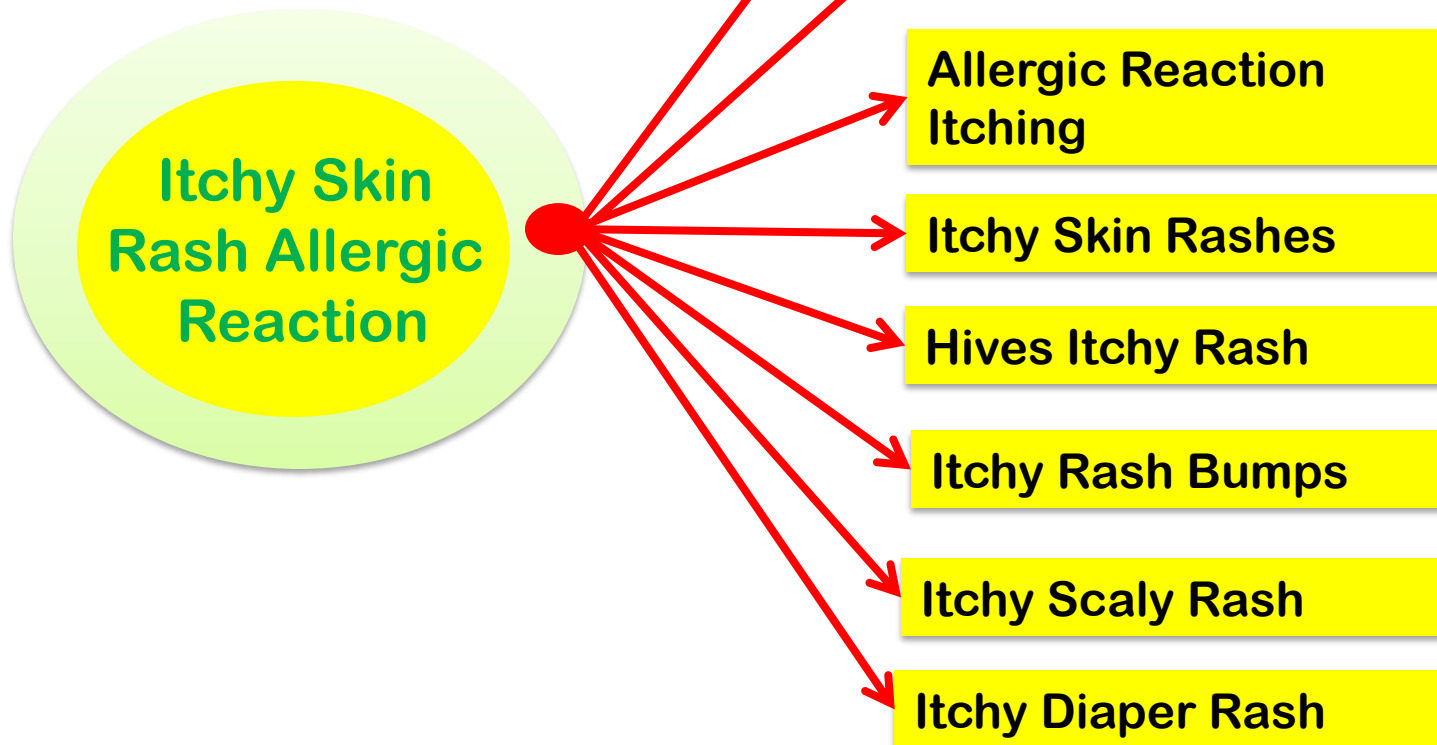 Itchy Skin
Rash Allergic
Reaction
Allergic Reaction
Itching
Itchy Skin Rashes
Hives Itchy Rash
Itchy Rash Bumps
Itchy Scaly Rash
Itchy Diaper Rash